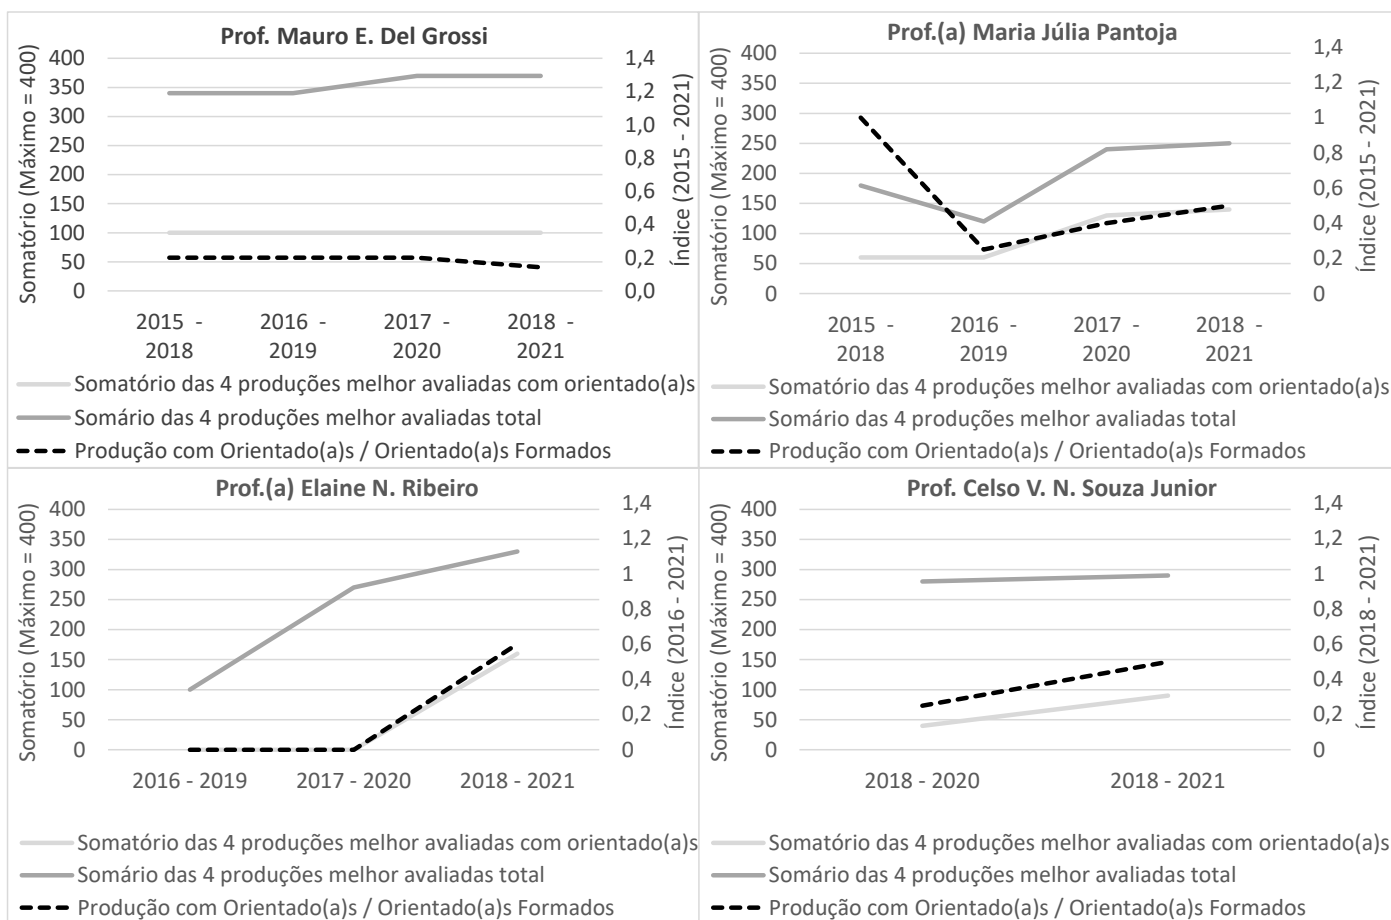 Prof. Mauro E. Del Grossi
Somatório (Máximo = 400)
400
350
300
250
200
150
100
50
0
1,4
1,2
1,0
0,8
0,6
0,4
0,2
0,0
Índice (2015 - 2021)
2015 - 2016 - 2017 - 2018 -
2018 2019 2020 2021
Somatório das 4 produções melhor avaliadas com orientado(a)s
Somário das 4 produções melhor avaliadas total
Produção com Orientado(a)s / Orientado(a)s Formados
Prof.(a) Maria Júlia Pantoja
Somatório (Máximo = 400)
400
350
300
250
200
150
100
50
0
1,4
1,2
1
0,8
0,6
0,4
0,2
0
Índice (2015 - 2021)
2015 - 2016 - 2017 - 2018 -
2018 2019 2020 2021
Somatório das 4 produções melhor avaliadas com orientado(a)s
Somário das 4 produções melhor avaliadas total
Produção com Orientado(a)s / Orientado(a)s Formados
Prof.(a) Elaine N. Ribeiro
Somatório (Máximo = 400)
400
350
300
250
200
150
100
50
0
1,4
1,2
1
0,8
0,6
0,4
0,2
0
Índice (2016 - 2021)
2016 - 2019 2017 - 2020 2018 - 2021
Somatório das 4 produções melhor avaliadas com orientado(a)s
Somário das 4 produções melhor avaliadas total
Produção com Orientado(a)s / Orientado(a)s Formados
Prof. Celso V. N. Souza Junior
Somatório (Máximo = 400)
400
350
300
250
200
150
100
50
0
1,4
1,2
1
0,8
0,6
0,4
0,2
0
Índice (2018 - 2021)
2018 - 2020 2018 - 2021
Somatório das 4 produções melhor avaliadas com orientado(a)s
Somário das 4 produções melhor avaliadas total
Produção com Orientado(a)s / Orientado(a)s Formados